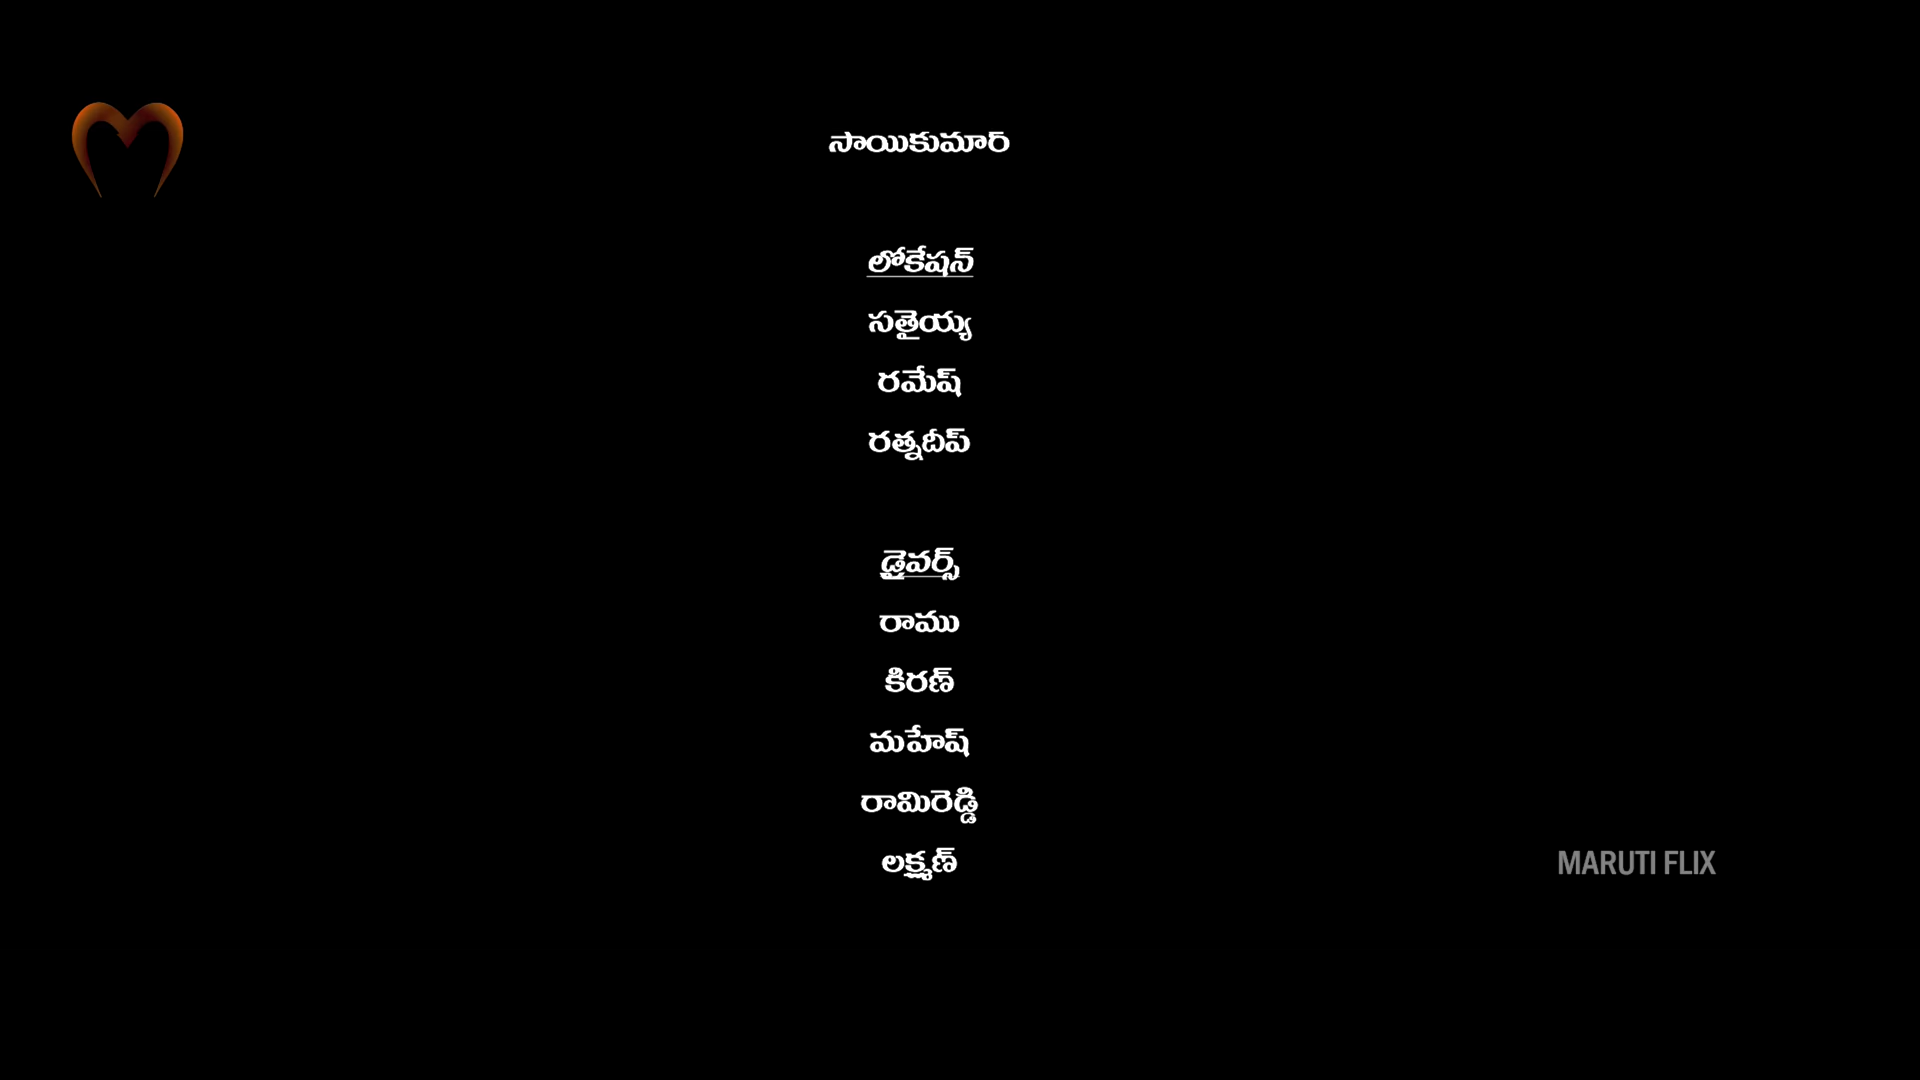 సాయికుమార్
లోకేషన్
సతైయ్య
రమేష్
రత్నదీప్
డ్రైవర్స్
రాము
కిరణ్
మహేష్
రామిరెడ్డి
లక్ష్మణ్
MARUTI FLIX